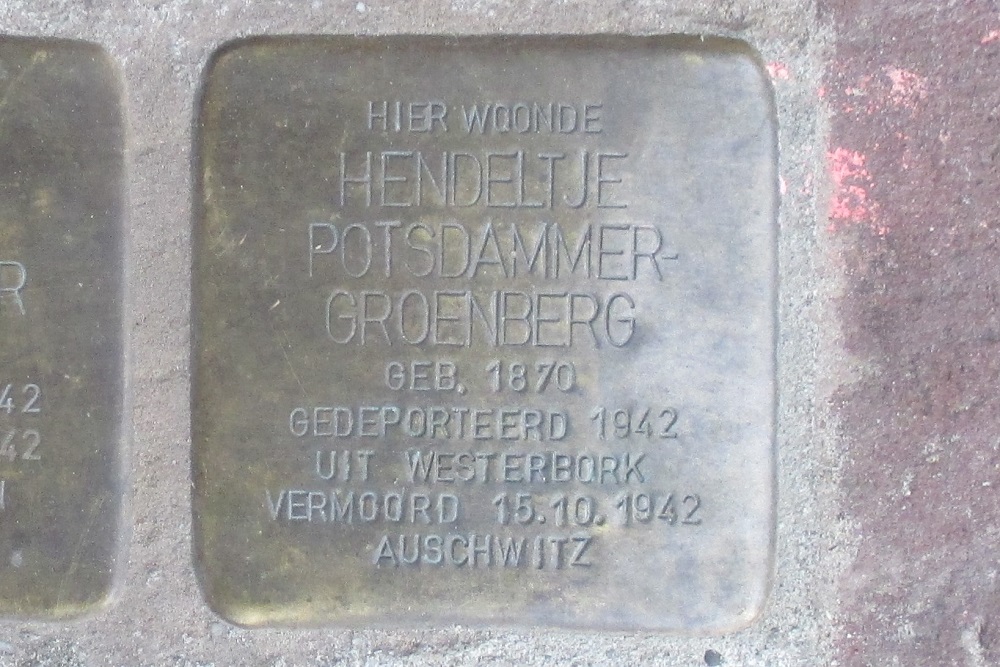 HIER WOONDE
HENDELTJE
POTSDAMMER-
GROENBERG
GEB. 1870
GEDEPORTEERD 1942
UIT WESTERBORK
VERMOORD 15.10.1942
AUSCHWITZ